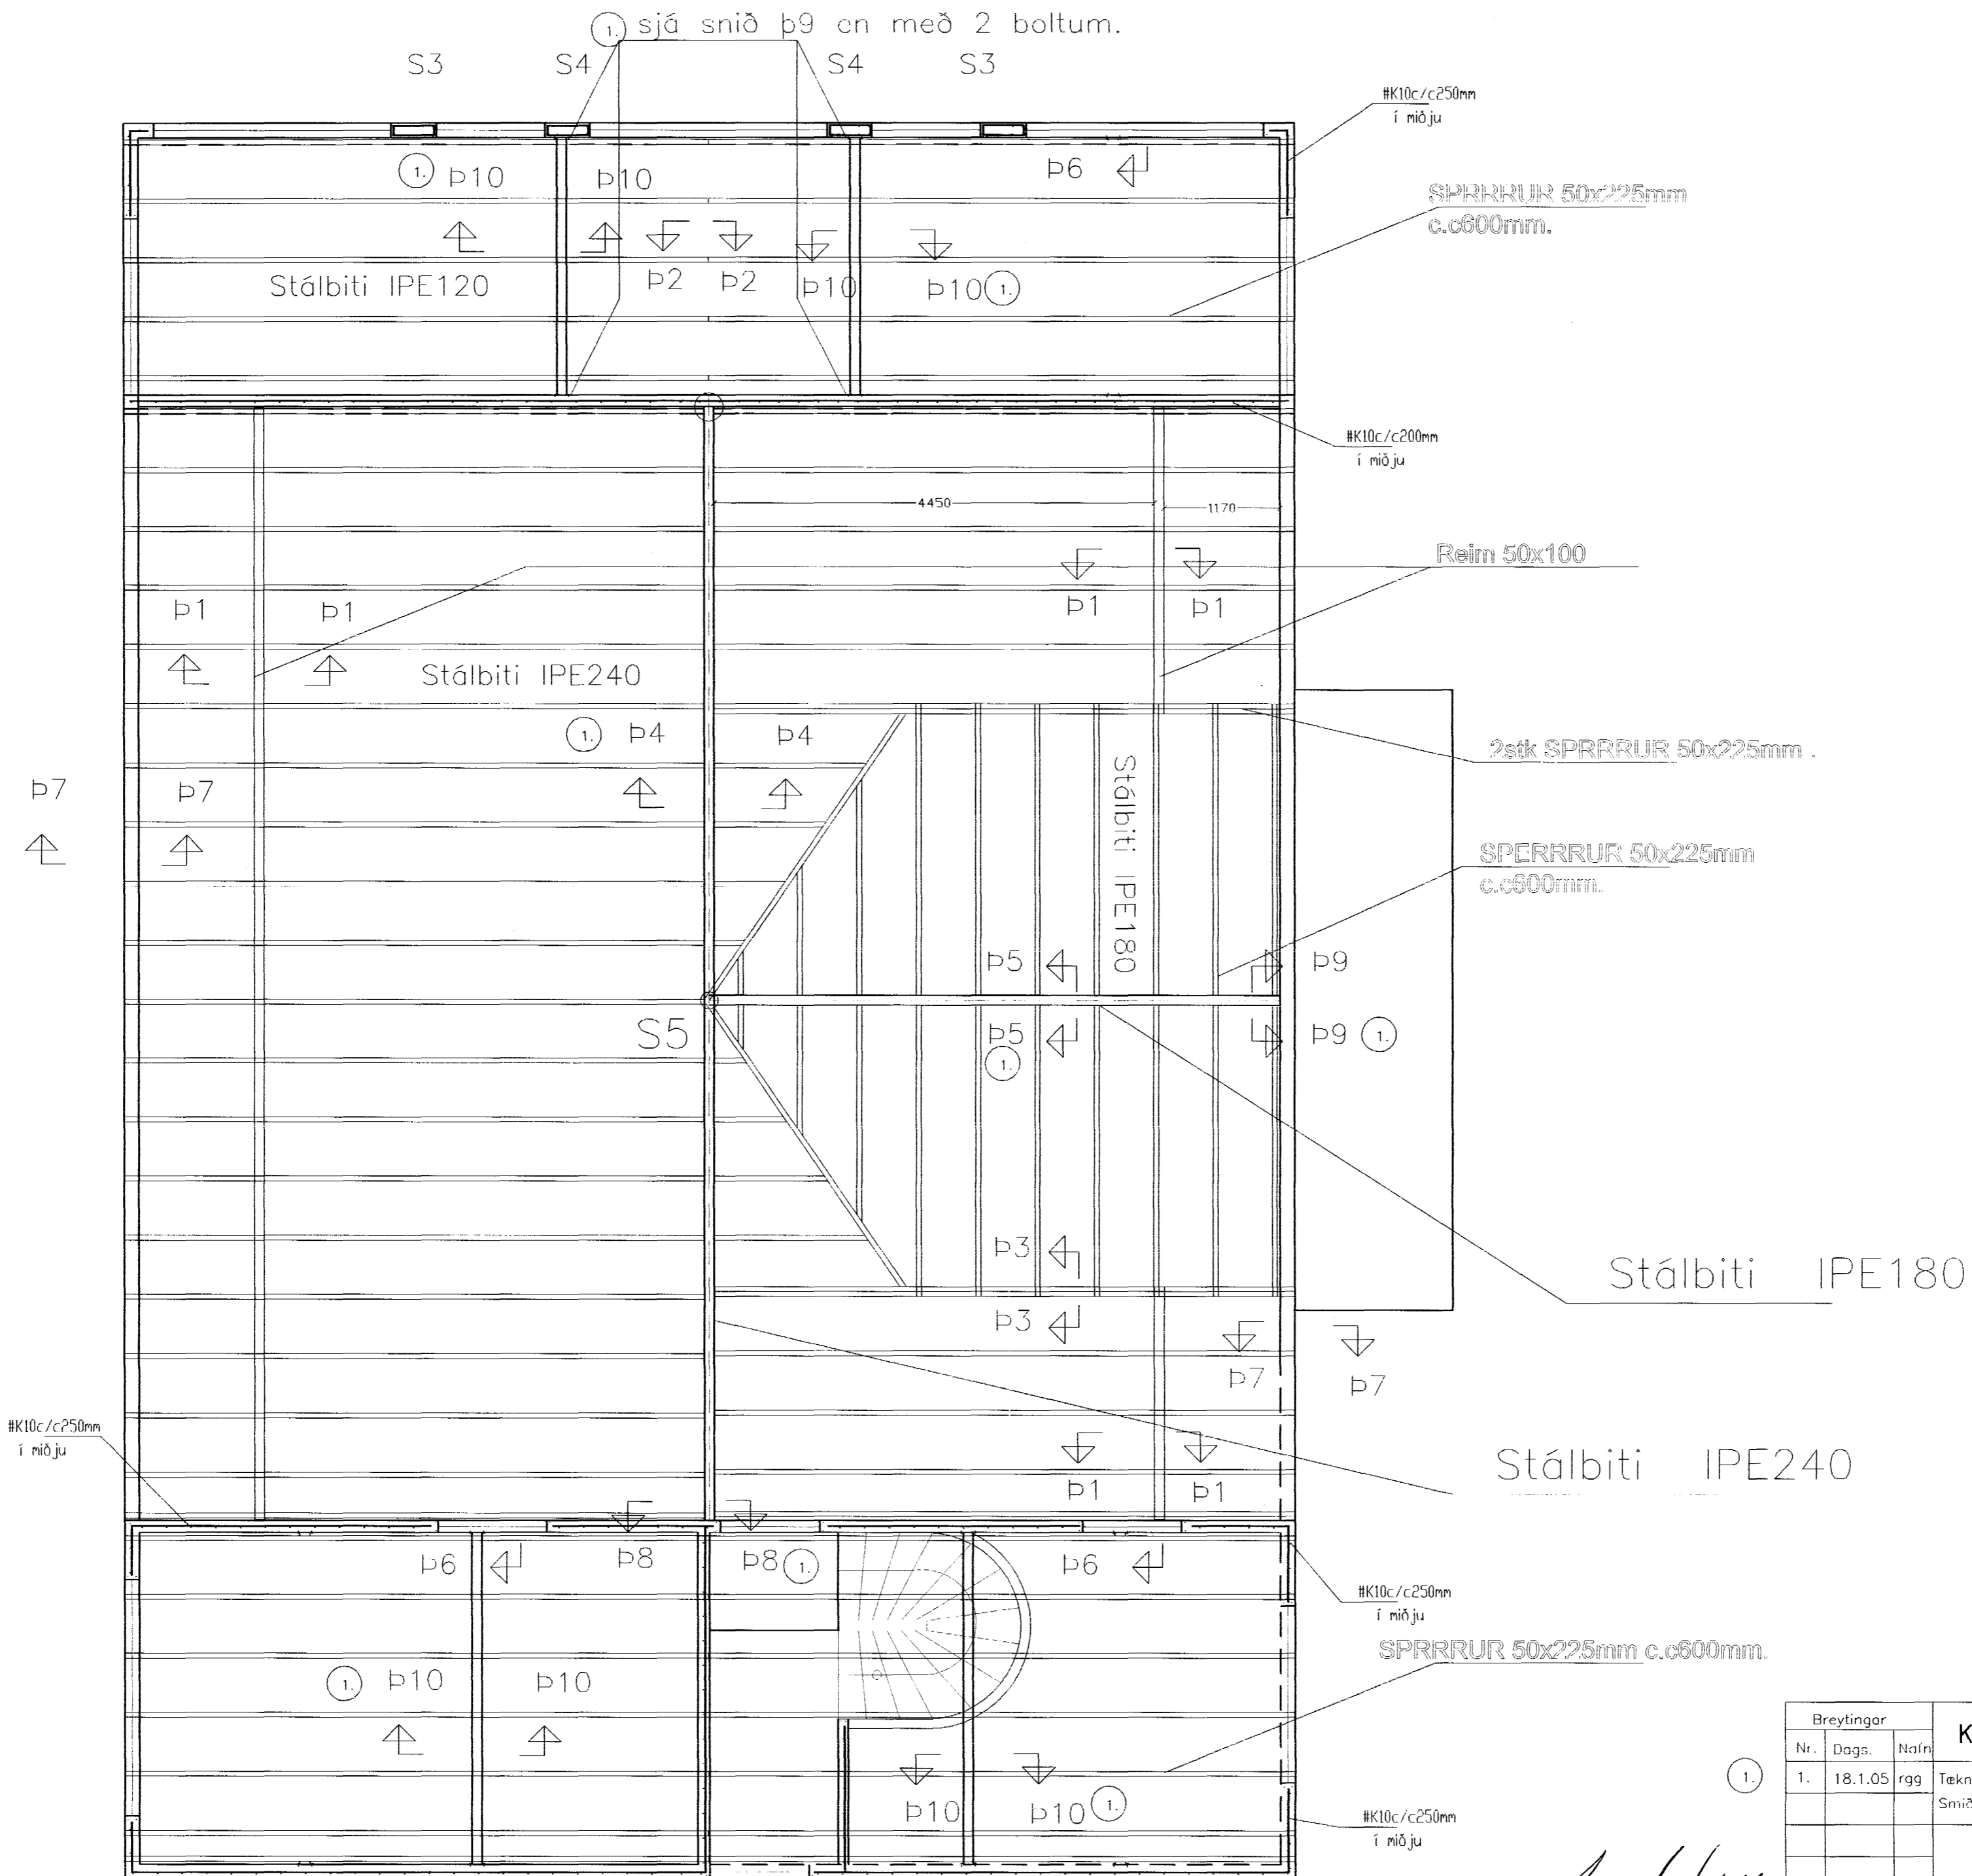 1. sjá snið þ9 en með 2 boltum.
S3 S4 S4 S3
#K10c/c250mm
í miðju
1. Þ10 Þ10 Þ6
SPRRRUR 50x225mm
c.c600mm.
Stálbiti IPE120 Þ2 Þ2 Þ10 Þ10 1.
#K10c/c200mm
í miðju
4450 1170
Reim 50x100
Þ1 Þ1 Þ1 Þ1
Stálbiti IPE240
1. Þ4 Þ4
2stk SPRRRUR 50x225mm .
Þ7 Þ7
Stálbiti IPE180
SPERRRUR 50x225mm
c.c600mm.
Þ5 Þ9
S5 Þ5 Þ9 1.
1.
Þ3
Stálbiti IPE180
Þ3
Þ7 Þ7
#K10c/c250mm
í miðju
Stálbiti IPE240
Þ1 Þ1
Þ6 Þ8 Þ8 1. Þ6
#K10c/c250mm
í miðju
SPRRRUR 50x225mm c.c600mm.
1. Þ10 Þ10
Breytingar K
Nr. Dags. Nafn
1. 1. 18.1.05 rgg Tækn
Smið
Þ10 Þ10 1.
#K10c/c250mm
í miðju